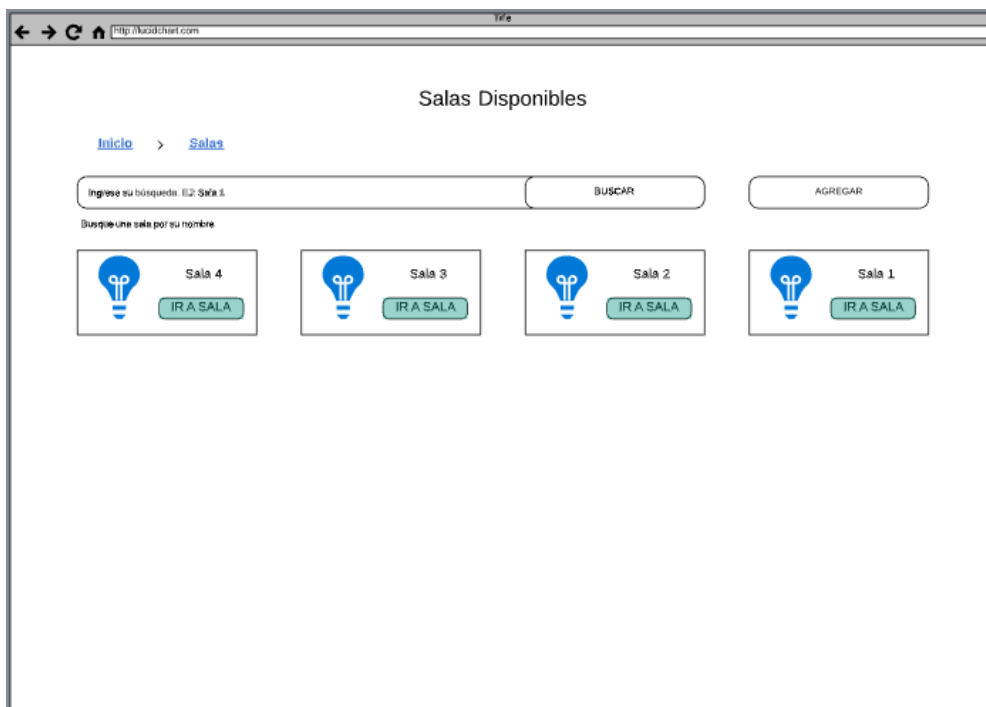 Title
http://lucidchart.com
Salas Disponibles
Inicio > Salas
Ingrese su búsqueda. EJ: Sala 1
BUSCAR
AGREGAR
Busque una sala por su nombre
Sala 4
IR A SALA
Sala 3
IR A SALA
Sala 2
IR A SALA
Sala 1
IR A SALA